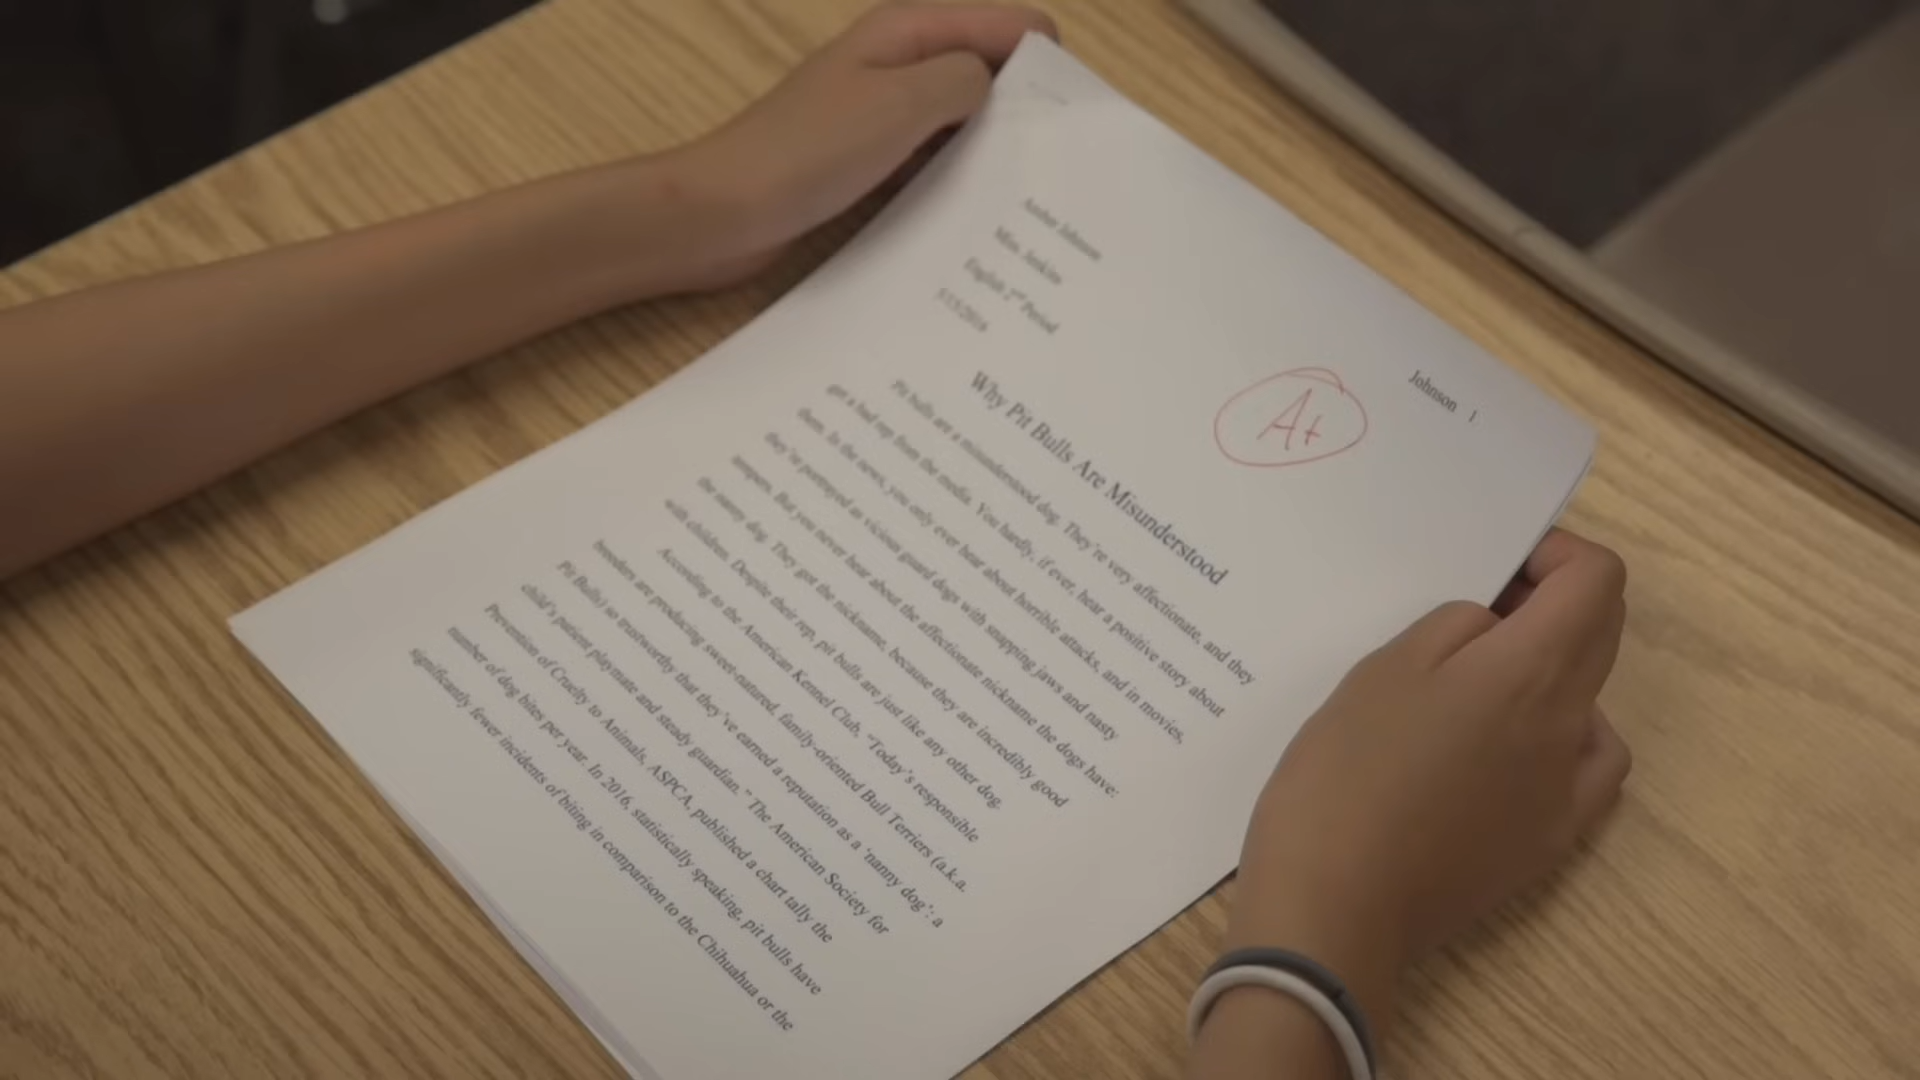 Johnson 1
Johnson
Miss. Jenkins
English 2nd Period
A+
Why Pit Bulls Are Misunderstood
Pit bulls are a misunderstood dog. They're very affectionate, and they
get a bad rap from the media. You hardly, if ever, hear a positive story about
them. In the news, you only ever hear about horrible attacks, and in movies,
they're portrayed as vicious guard dogs with snapping jaws and nasty
tempers. But you never hear about the affectionate nickname the dogs have:
the nanny dog. They got the nickname, because they are incredibly good
with children. Despite their rep, pit bulls are just like any other dog.
According to the American Kennel Club, "Today's responsible
breeders are producing sweet-natured, family-oriented Bull Terriers (a.k.a.
Pit Bulls) so trustworthy that they've earned a reputation as a 'nanny dog': a
child's patient playmate and steady guardian." The American Society for
Prevention of Cruelty to Animals, ASPCA, published a chart tally the
number of dog bites per year. In 2016, statistically speaking, pit bulls have
significantly fewer incidents of biting in comparison to the Chihuahua or the